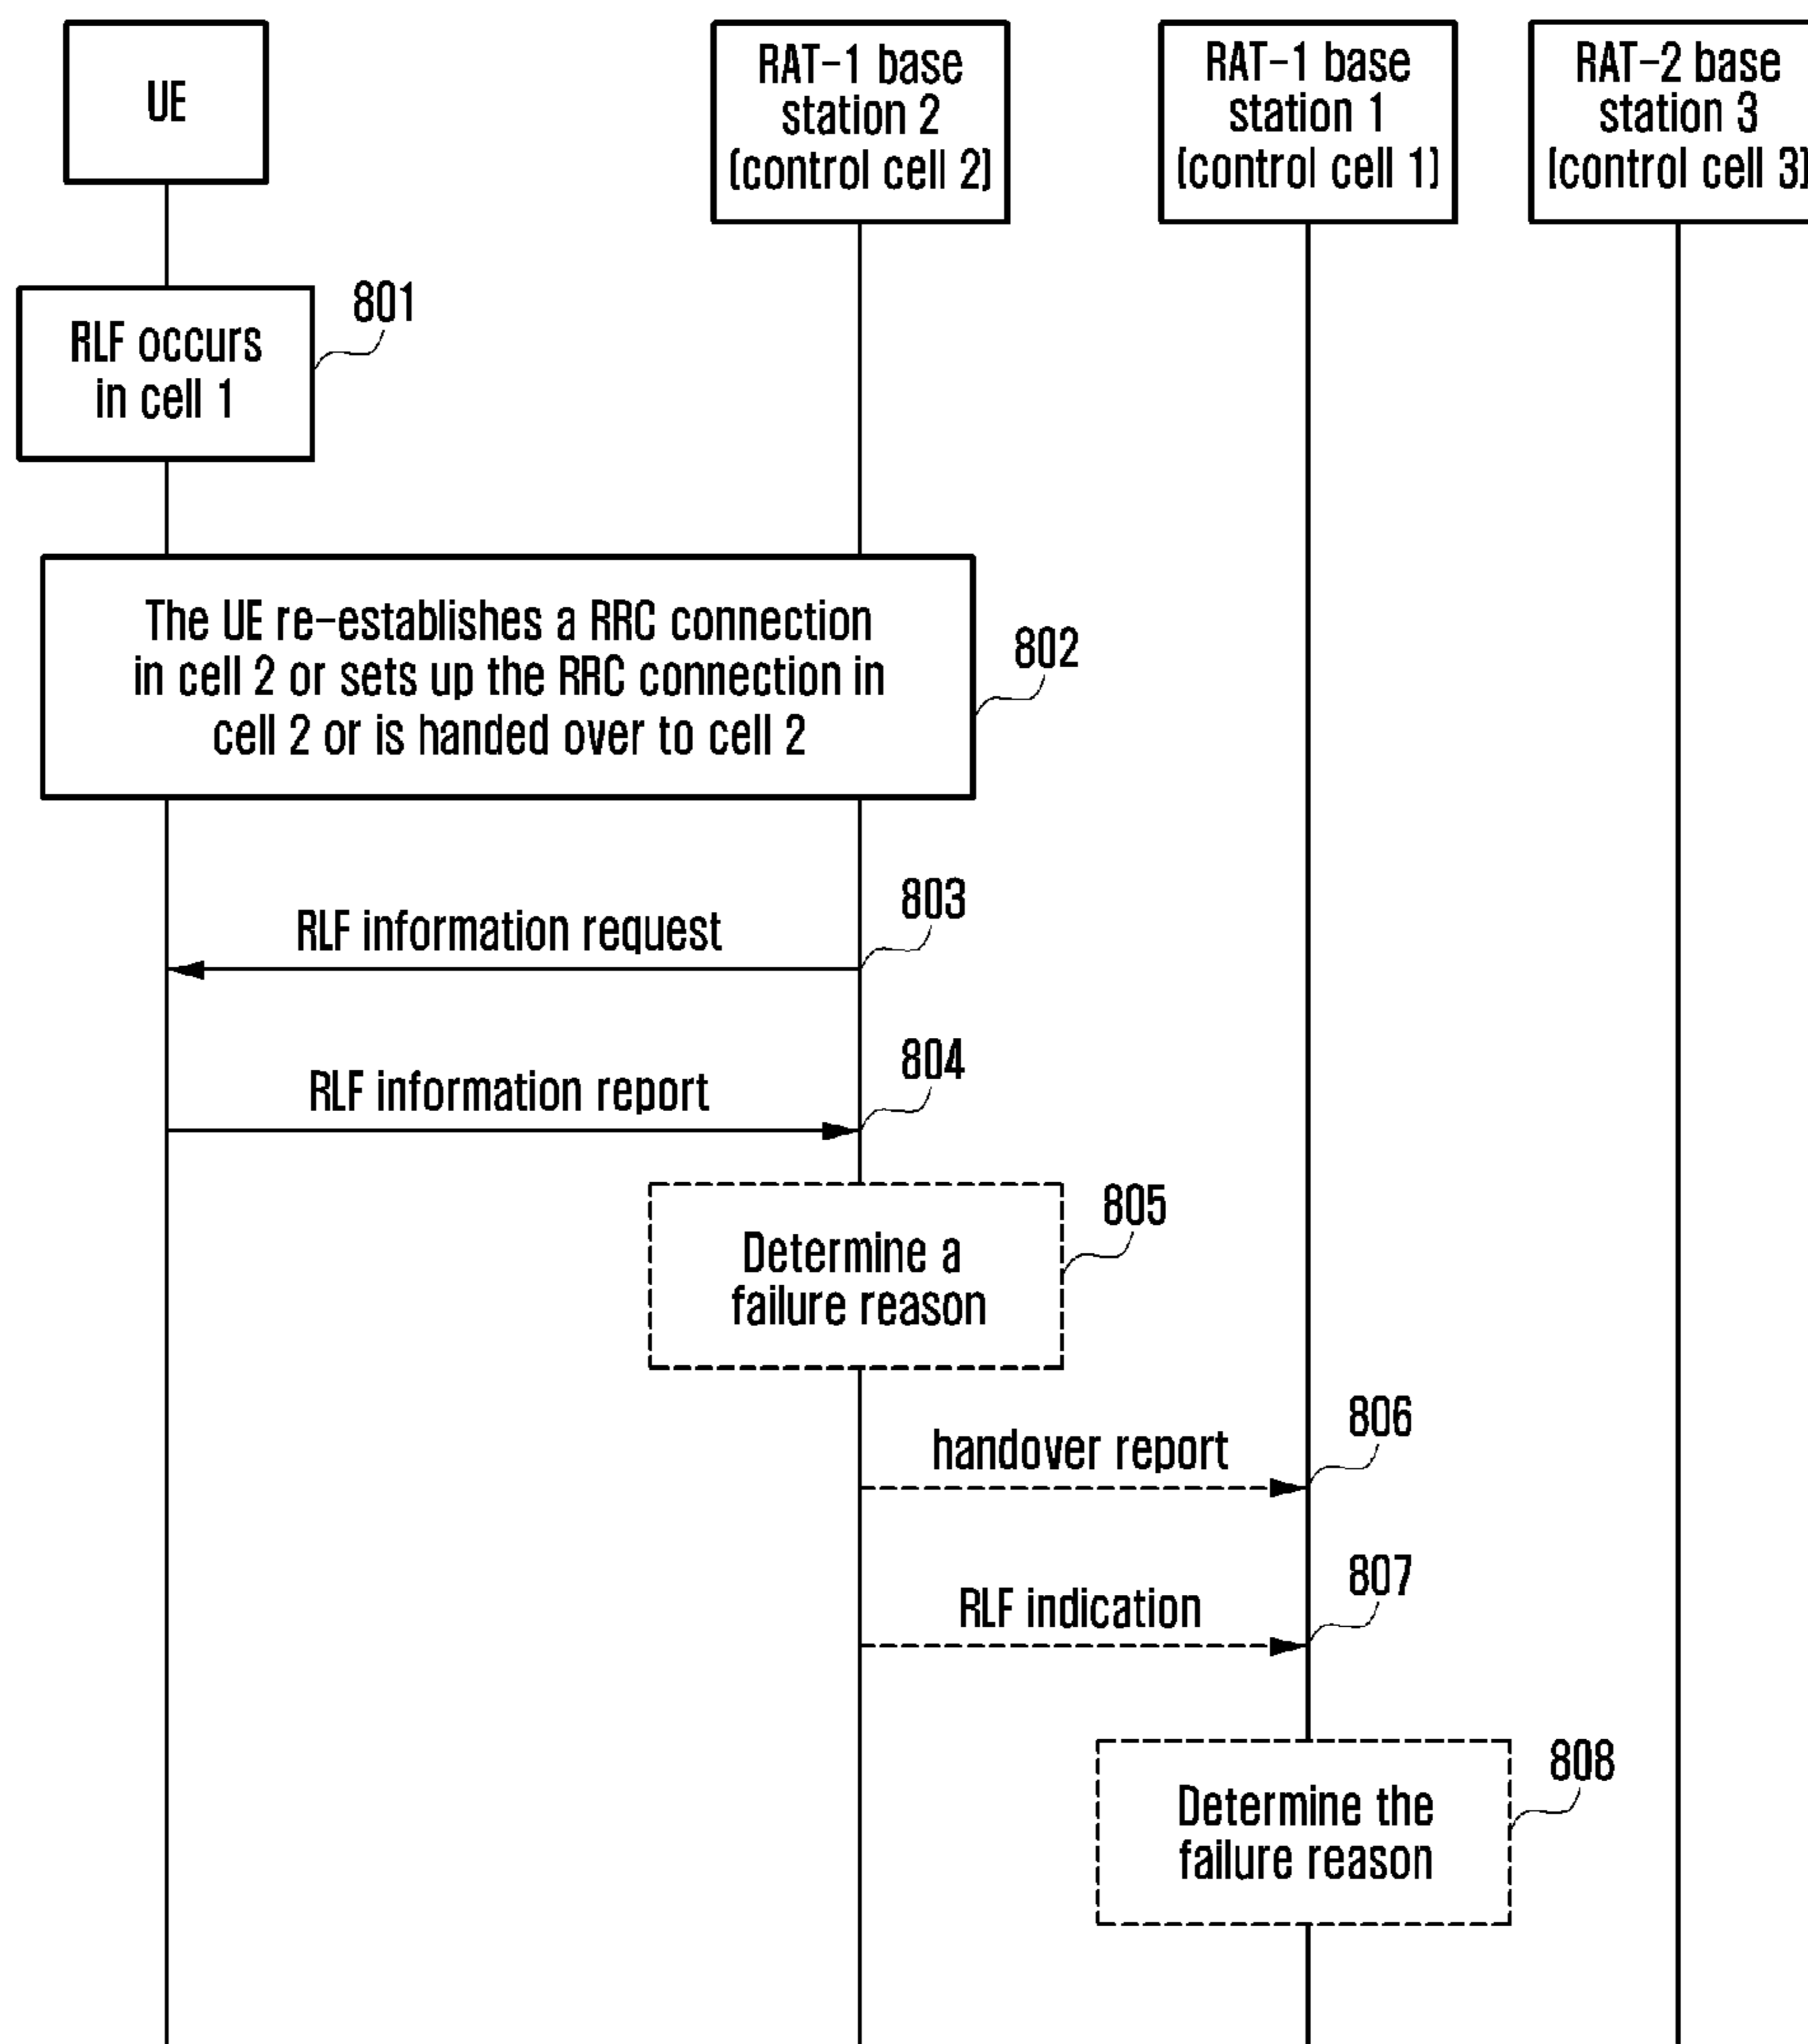 UE
RAT-1 base
station 2
(control cell 2)
RAT-1 base
station 1
(control cell 1)
RAT-2 base
station 3
(control cell 3)
RLF occurs
in cell 1
801
The UE re-establishes a RRC connection
in cell 2 or sets up the RRC connection in
cell 2 or is handed over to cell 2
802
RLF information request
803
RLF information report
804
Determine a
failure reason
805
handover report
806
RLF indication
807
Determine the
failure reason
808